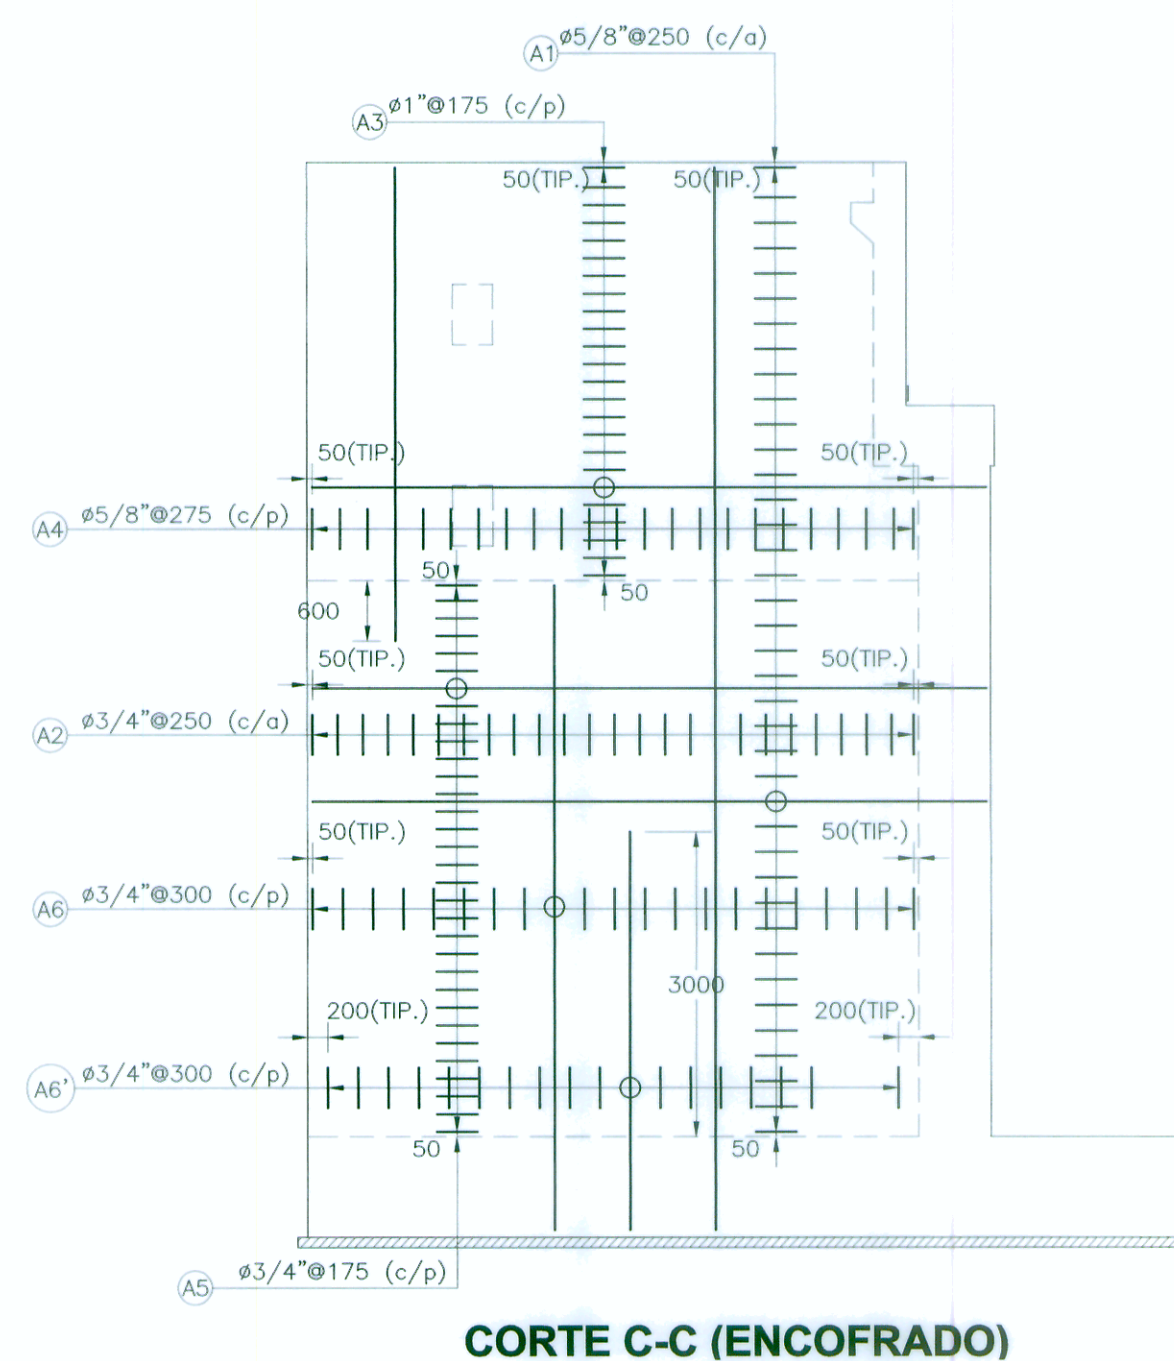 A1 ø5/8"@250 (c/a)
A3 ø1"@175 (c/p)
50(TIP.) 50(TIP.)
50(TIP.) 50(TIP.)
A4 ø5/8"@275 (c/p)
50
50
600
50(TIP.) 50(TIP.)
A2 ø3/4"@250 (c/a)
50(TIP.) 50(TIP.)
A6 ø3/4"@300 (c/p)
3000
200(TIP.) 200(TIP.)
A6' ø3/4"@300 (c/p)
50 50
A5 ø3/4"@175 (c/p)
CORTE C-C (ENCOFRADO)